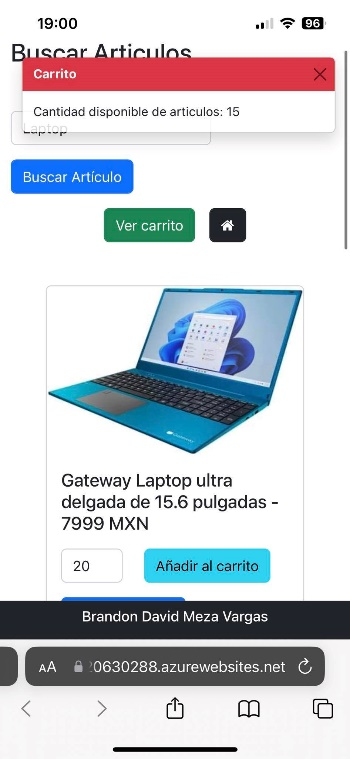 19:00
96
Buscar Articulos
Carrito
Cantidad disponible de articulos: 15
Laptop
Buscar Artículo
Ver carrito
Gateway Laptop ultra
delgada de 15.6 pulgadas -
7999 MXN
20
Añadir al carrito
Brandon David Meza Vargas
AA
0630288.azurewebsites.net